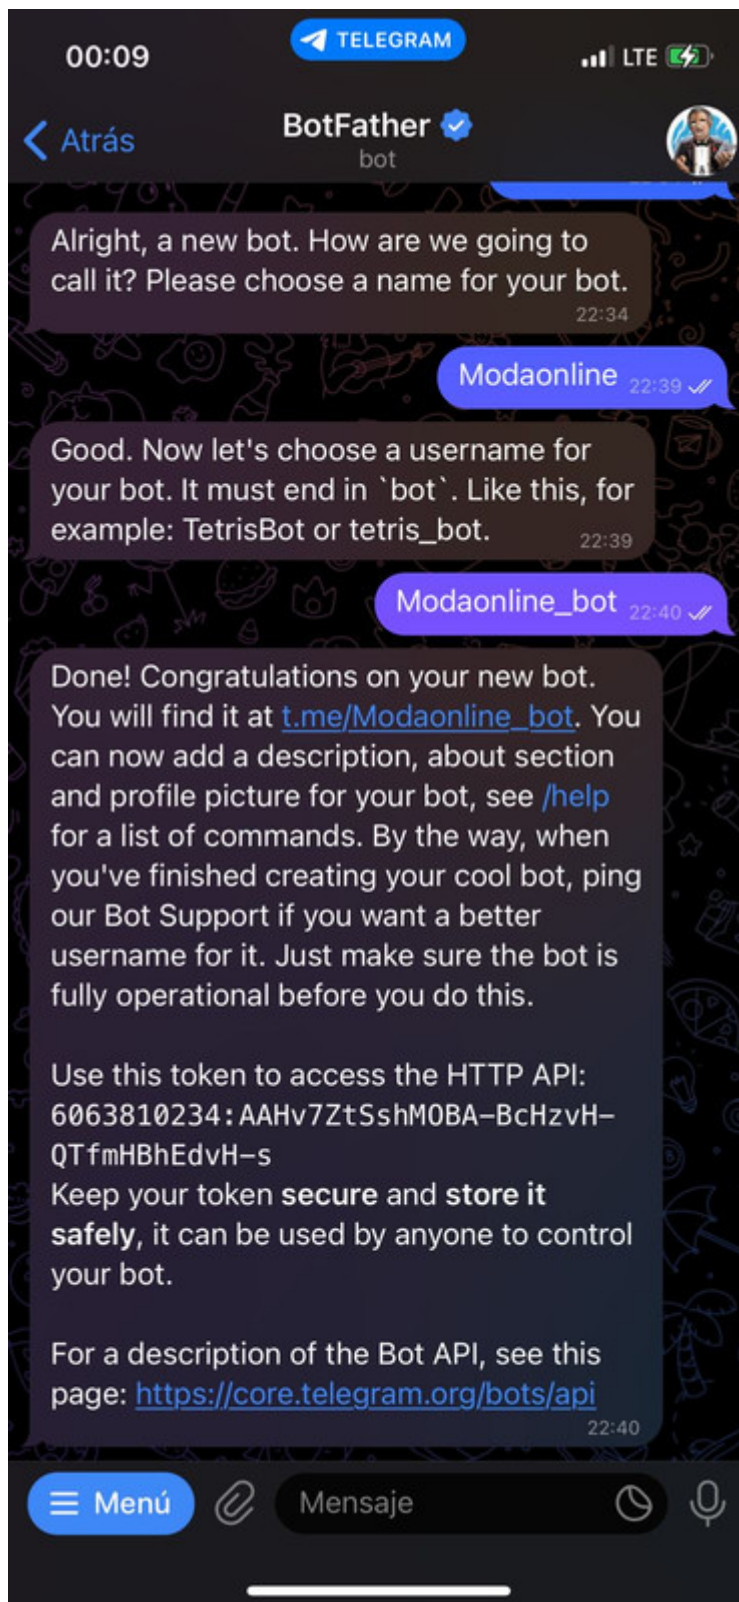 00:09
TELEGRAM
LTE
Atrás
BotFather
bot
Alright, a new bot. How are we going to
call it? Please choose a name for your bot.
22:34
Modaonline 22:39
Good. Now let's choose a username for
your bot. It must end in `bot`. Like this, for
example: TetrisBot or tetris_bot.
22:39
Modaonline_bot 22:40
Done! Congratulations on your new bot.
You will find it at t.me/Modaonline_bot. You
can now add a description, about section
and profile picture for your bot, see /help
for a list of commands. By the way, when
you've finished creating your cool bot, ping
our Bot Support if you want a better
username for it. Just make sure the bot is
fully operational before you do this.
Use this token to access the HTTP API:
6063810234:AAHv7ZtSshMOBA-BcHzvH-
QTfmHBhEdvH-s
Keep your token secure and store it
safely, it can be used by anyone to control
your bot.
For a description of the Bot API, see this
page: https://core.telegram.org/bots/api
22:40
Menú
Mensaje